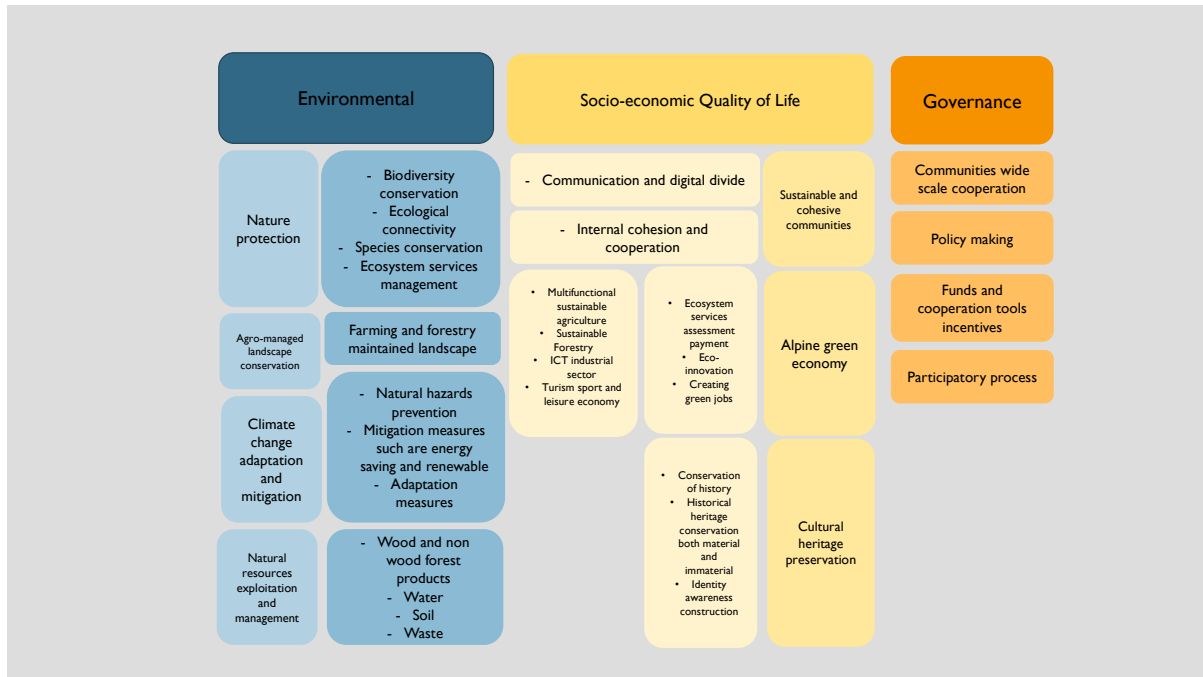 Environmental
Socio-economic Quality of Life
Governance
Nature
protection
- Biodiversity
conservation
- Ecological
connectivity
- Species conservation
- Ecosystem services
management
Agro-managed
landscape
conservation
Farming and forestry
maintained landscape
Climate
change
adaptation
and
mitigation
- Natural hazards
prevention
- Mitigation measures
such are energy
saving and renewable
- Adaptation
measures
Natural
resources
exploitation
and
management
- Wood and non
wood forest
products
- Water
- Soil
- Waste
- Communication and digital divide
- Internal cohesion and
cooperation
Sustainable and
cohesive
communities
• Multifunctional
sustainable
agriculture
• Sustainable
Forestry
• ICT industrial
sector
• Turism sport and
leisure economy
• Ecosystem
services
assessment
payment
• Eco-
innovation
• Creating
green jobs
Alpine green
economy
• Conservation
of history
• Historical
heritage
conservation
both material
and
immaterial
• Identity
awareness
construction
Cultural
heritage
preservation
Communities wide
scale cooperation
Policy making
Funds and
cooperation tools
incentives
Participatory process